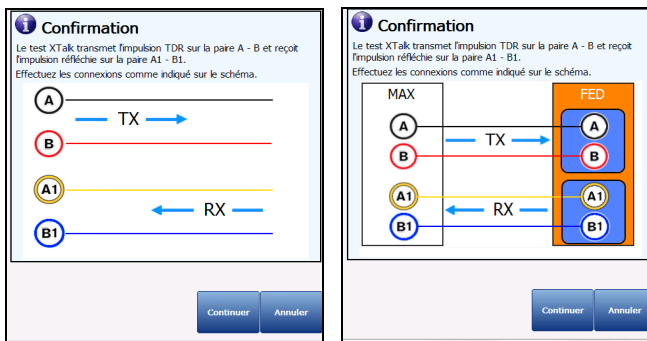 Confirmation
Le test XTalk transmet l'impulsion TDR sur la paire A - B et reçoit
l'impulsion réfléchie sur la paire A1 - B1.
Effectuez les connexions comme indiqué sur le schéma.
A
TX
B
A1
RX
B1
Continuer Annuler
Confirmation
Le test XTalk transmet l'impulsion TDR sur la paire A - B et reçoit
l'impulsion réfléchie sur la paire A1 - B1.
Effectuez les connexions comme indiqué sur le schéma.
MAX FED
A A
TX
B B
A1 A1
RX
B1 B1
Continuer Annuler